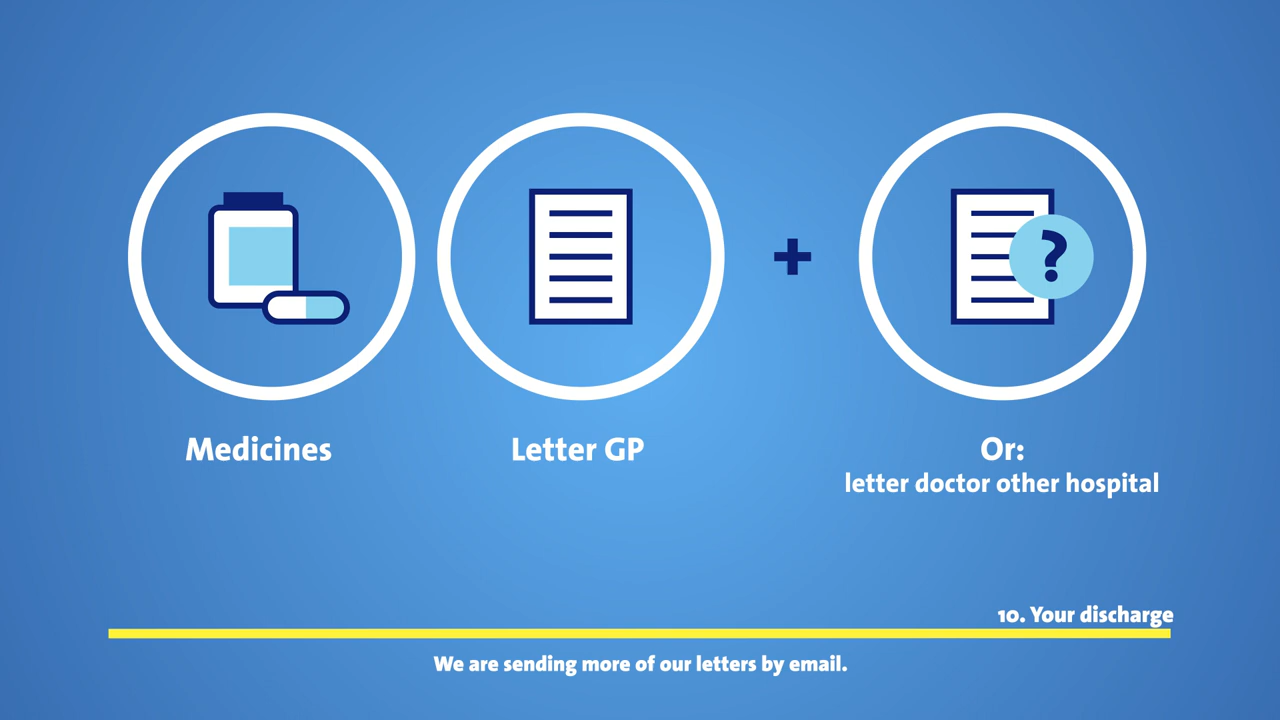 ?
Medicines
Letter GP
Or:
letter doctor other hospital
10. Your discharge
We are sending more of our letters by email.